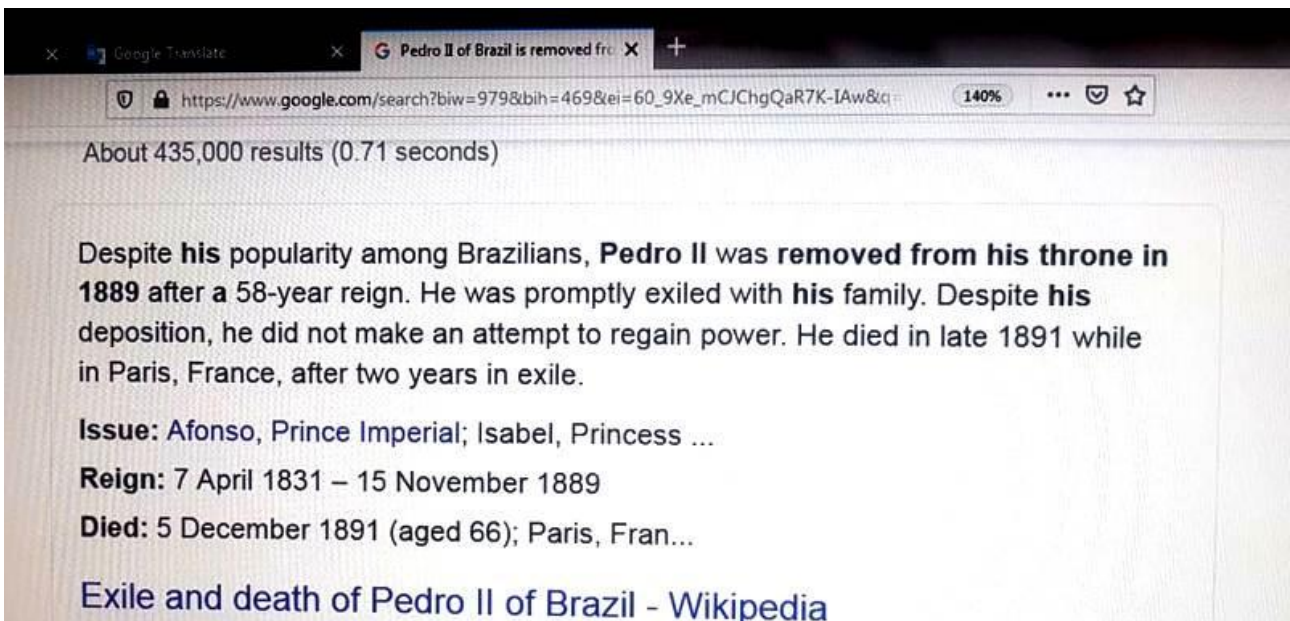 Google Translate
Pedro II of Brazil is removed fro
https://www.google.com/search?biw=979&bih=469&ei=60_9Xe_mCJChgQaR7K-IAw&q=
140%
About 435,000 results (0.71 seconds)
Despite his popularity among Brazilians, Pedro II was removed from his throne in
1889 after a 58-year reign. He was promptly exiled with his family. Despite his
deposition, he did not make an attempt to regain power. He died in late 1891 while
in Paris, France, after two years in exile.
Issue: Afonso, Prince Imperial; Isabel, Princess ...
Reign: 7 April 1831 – 15 November 1889
Died: 5 December 1891 (aged 66); Paris, Fran...
Exile and death of Pedro II of Brazil - Wikipedia